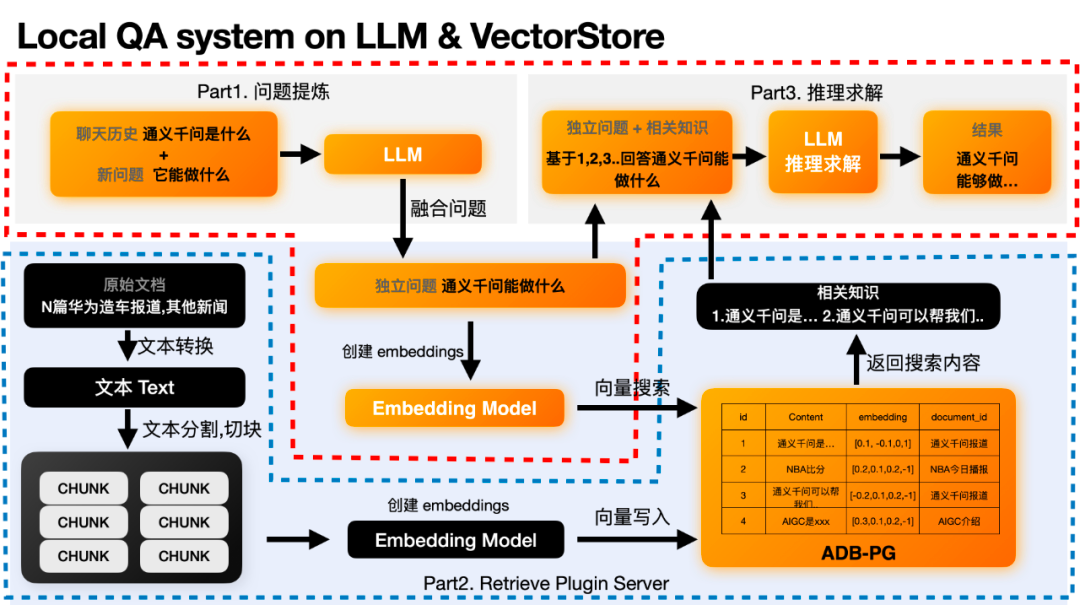 Local QA system on LLM & VectorStore
Part1. 问题提炼
聊天历史 通义千问是什么
+
新问题 它能做什么
LLM
融合问题
独立问题 通义千问能做什么
创建 embeddings
Embedding Model
向量搜索
Part3. 推理求解
独立问题 + 相关知识
基于1,2,3..回答通义千问能
做什么
LLM
推理求解
结果
通义千问
能够做...
原始文档
N篇华为造车报道,其他新闻
文本转换
文本 Text
文本分割,切块
CHUNK CHUNK
CHUNK CHUNK
CHUNK CHUNK
创建 embeddings
Embedding Model
向量写入
相关知识
1.通义千问是... 2.通义千问可以帮我们..
返回搜索内容
id Content embedding document_id
1 通义千问是... [0.1, -0.1,0,1] 通义千问报道
2 NBA比分 [0.2,0.1,0.2,-1] NBA今日播报
3 通义千问可以帮 [-0.2,0.1,0.2,-1] 通义千问报道
我们..
4 AIGC是xxx [0.3,0.1,0.2,-1] AIGC介绍
ADB-PG
Part2. Retrieve Plugin Server